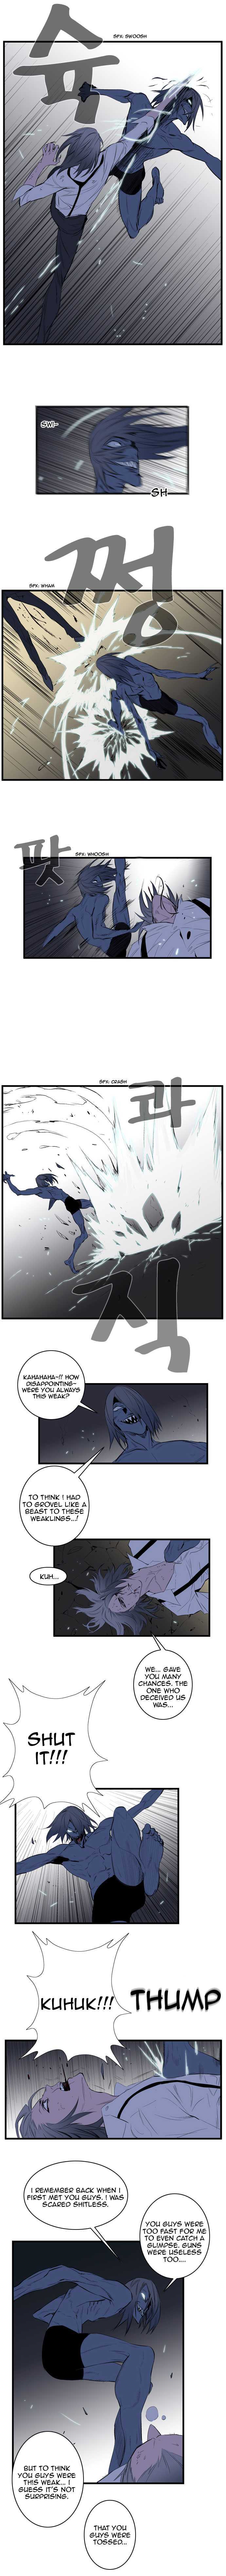 슈
SFX: SWOOSH
SWI-
SH
쩡
SFX: WHAM
팟
SFX: WHOOSH
SFX: CRASH
콰
직
KAHAHAHA~!! HOW
DISAPPOINTING~
WERE YOU ALWAYS
THIS WEAK?
TO THINK I HAD
TO GROVEL LIKE A
BEAST TO THESE
WEAKLINGS...!
KUH...
WE... GAVE
YOU MANY
CHANCES. THE
ONE WHO
DECEIVED US
WAS...
SHUT
IT!!!
KUHUK!!!
THUMP
I REMEMBER BACK WHEN I
FIRST MET YOU GUYS. I WAS
SCARED SHITLESS.
YOU GUYS WERE
TOO FAST FOR ME
TO EVEN CATCH A
GLIMPSE. GUNS
WERE USELESS
TOO....
BUT TO THINK
YOU GUYS WERE
THIS WEAK... I
GUESS IT'S NOT
SURPRISING.
THAT YOU
GUYS WERE
TOSSED...